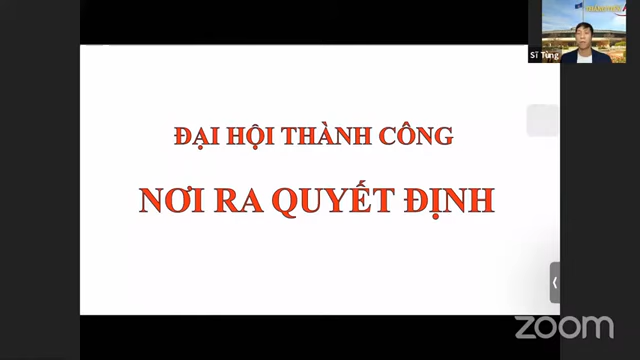 ĐẠI HỘI THÀNH CÔNG
NƠI RA QUYẾT ĐỊNH
Sĩ Tùng
zoom